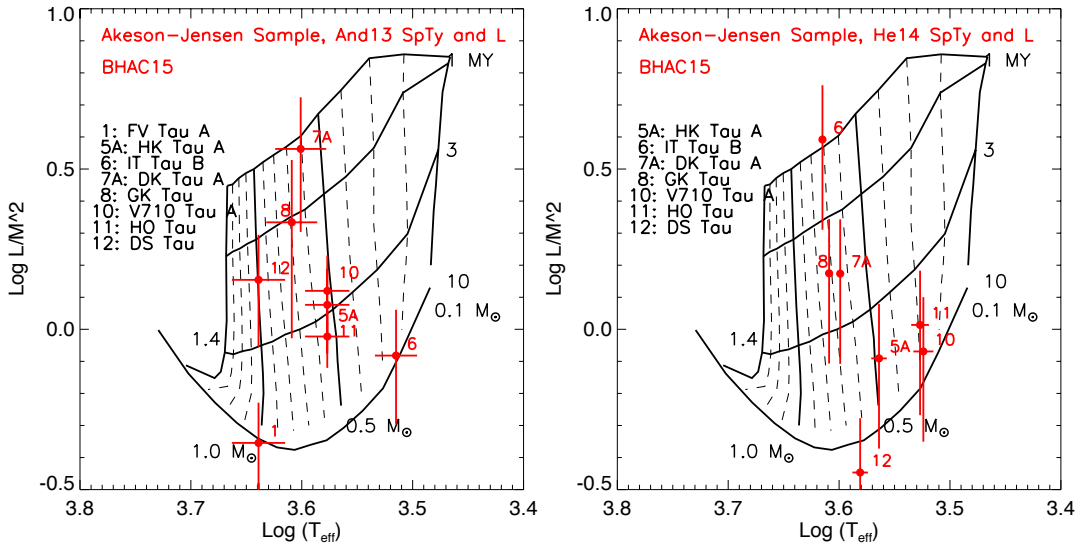 Akeson-Jensen Sample, And13 SpTy and L
BHAC15
1 MY
1: FV Tau A
5A: HK Tau A
6: IT Tau B
7A: DK Tau A
8: GK Tau
10: V710 Tau A
11: HO Tau
12: DS Tau
7A
8
12
10
5A
11
6
1
3
10
0.1 M⊙
1.4
0.5 M⊙
1.0 M⊙
1.0
0.5
0.0
-0.5
Log L/M^2
3.8
3.7
3.6
3.5
3.4
Log (Teff)
Akeson-Jensen Sample, He14 SpTy and L
BHAC15
1 MY
5A: HK Tau A
6: IT Tau B
7A: DK Tau A
8: GK Tau
10: V710 Tau A
11: HO Tau
12: DS Tau
6
8
7A
11
10
5A
12
3
10
0.1 M⊙
1.4
0.5 M⊙
1.0 M⊙
1.0
0.5
0.0
-0.5
Log L/M^2
3.8
3.7
3.6
3.5
3.4
Log (Teff)